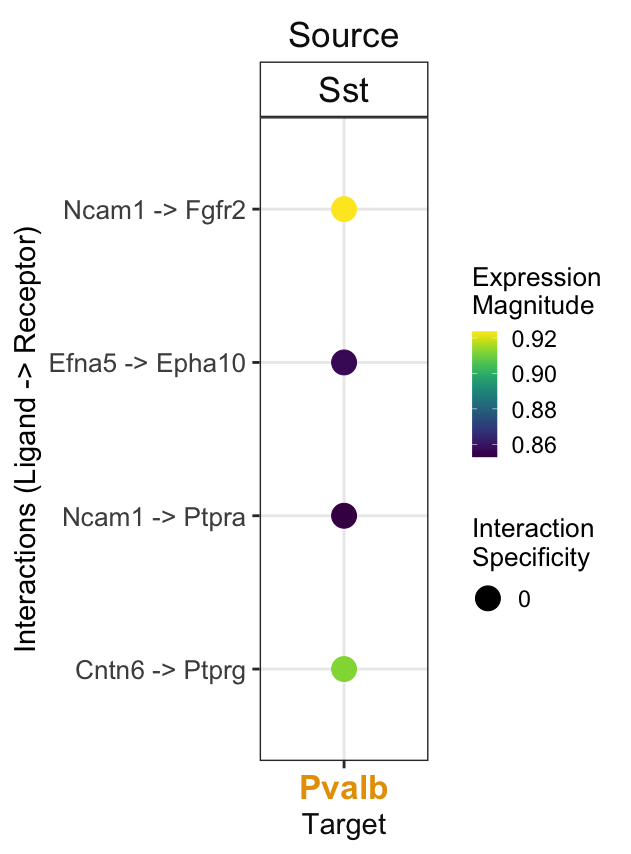 Source
Sst
Interactions (Ligand -> Receptor)
Ncam1 -> Fgfr2
Efna5 -> Epha10
Ncam1 -> Ptpra
Cntn6 -> Ptprg
Pvalb
Target
Expression
Magnitude
0.92
0.90
0.88
0.86
Interaction
Specificity
0